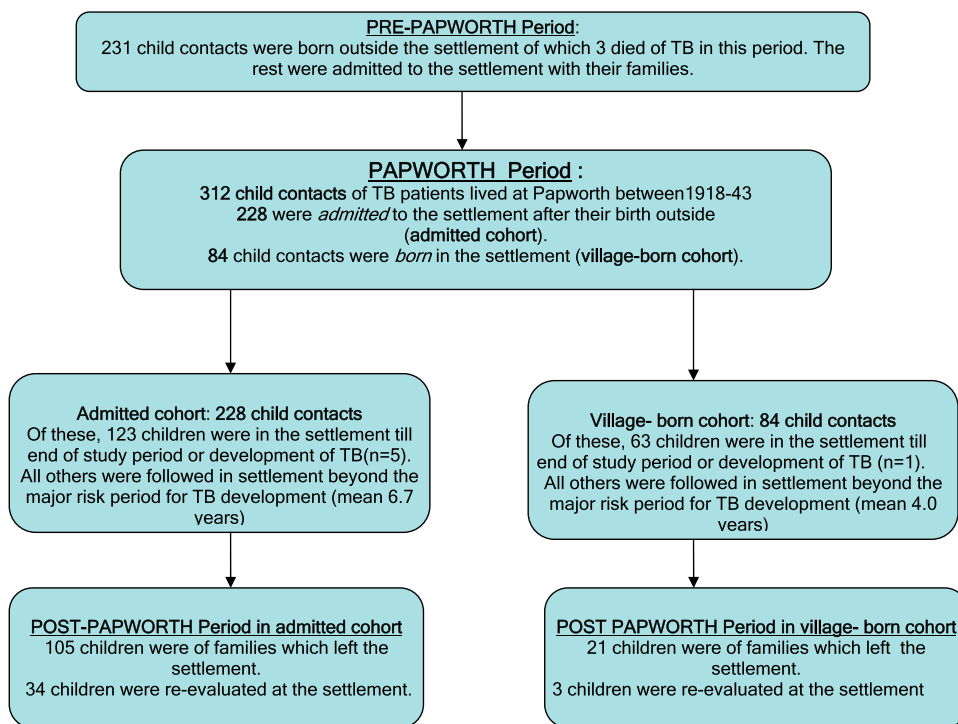 PRE-PAPWORTH Period:
231 child contacts were born outside the settlement of which 3 died of TB in this period. The
rest were admitted to the settlement with their families.
PAPWORTH Period :
312 child contacts of TB patients lived at Papworth between1918-43
228 were admitted to the settlement after their birth outside
(admitted cohort).
84 child contacts were born in the settlement (village-born cohort).
Admitted cohort: 228 child contacts
Of these, 123 children were in the settlement till
end of study period or development of TB(n=5).
All others were followed in settlement beyond the
major risk period for TB development (mean 6.7
years)
Village- born cohort: 84 child contacts
Of these, 63 children were in the settlement till
end of study period or development of TB (n=1).
All others were followed in settlement beyond the
major risk period for TB development (mean 4.0
years)
POST-PAPWORTH Period in admitted cohort
105 children were of families which left the
settlement.
34 children were re-evaluated at the settlement.
POST PAPWORTH Period in village- born cohort
21 children were of families which left the
settlement.
3 children were re-evaluated at the settlement